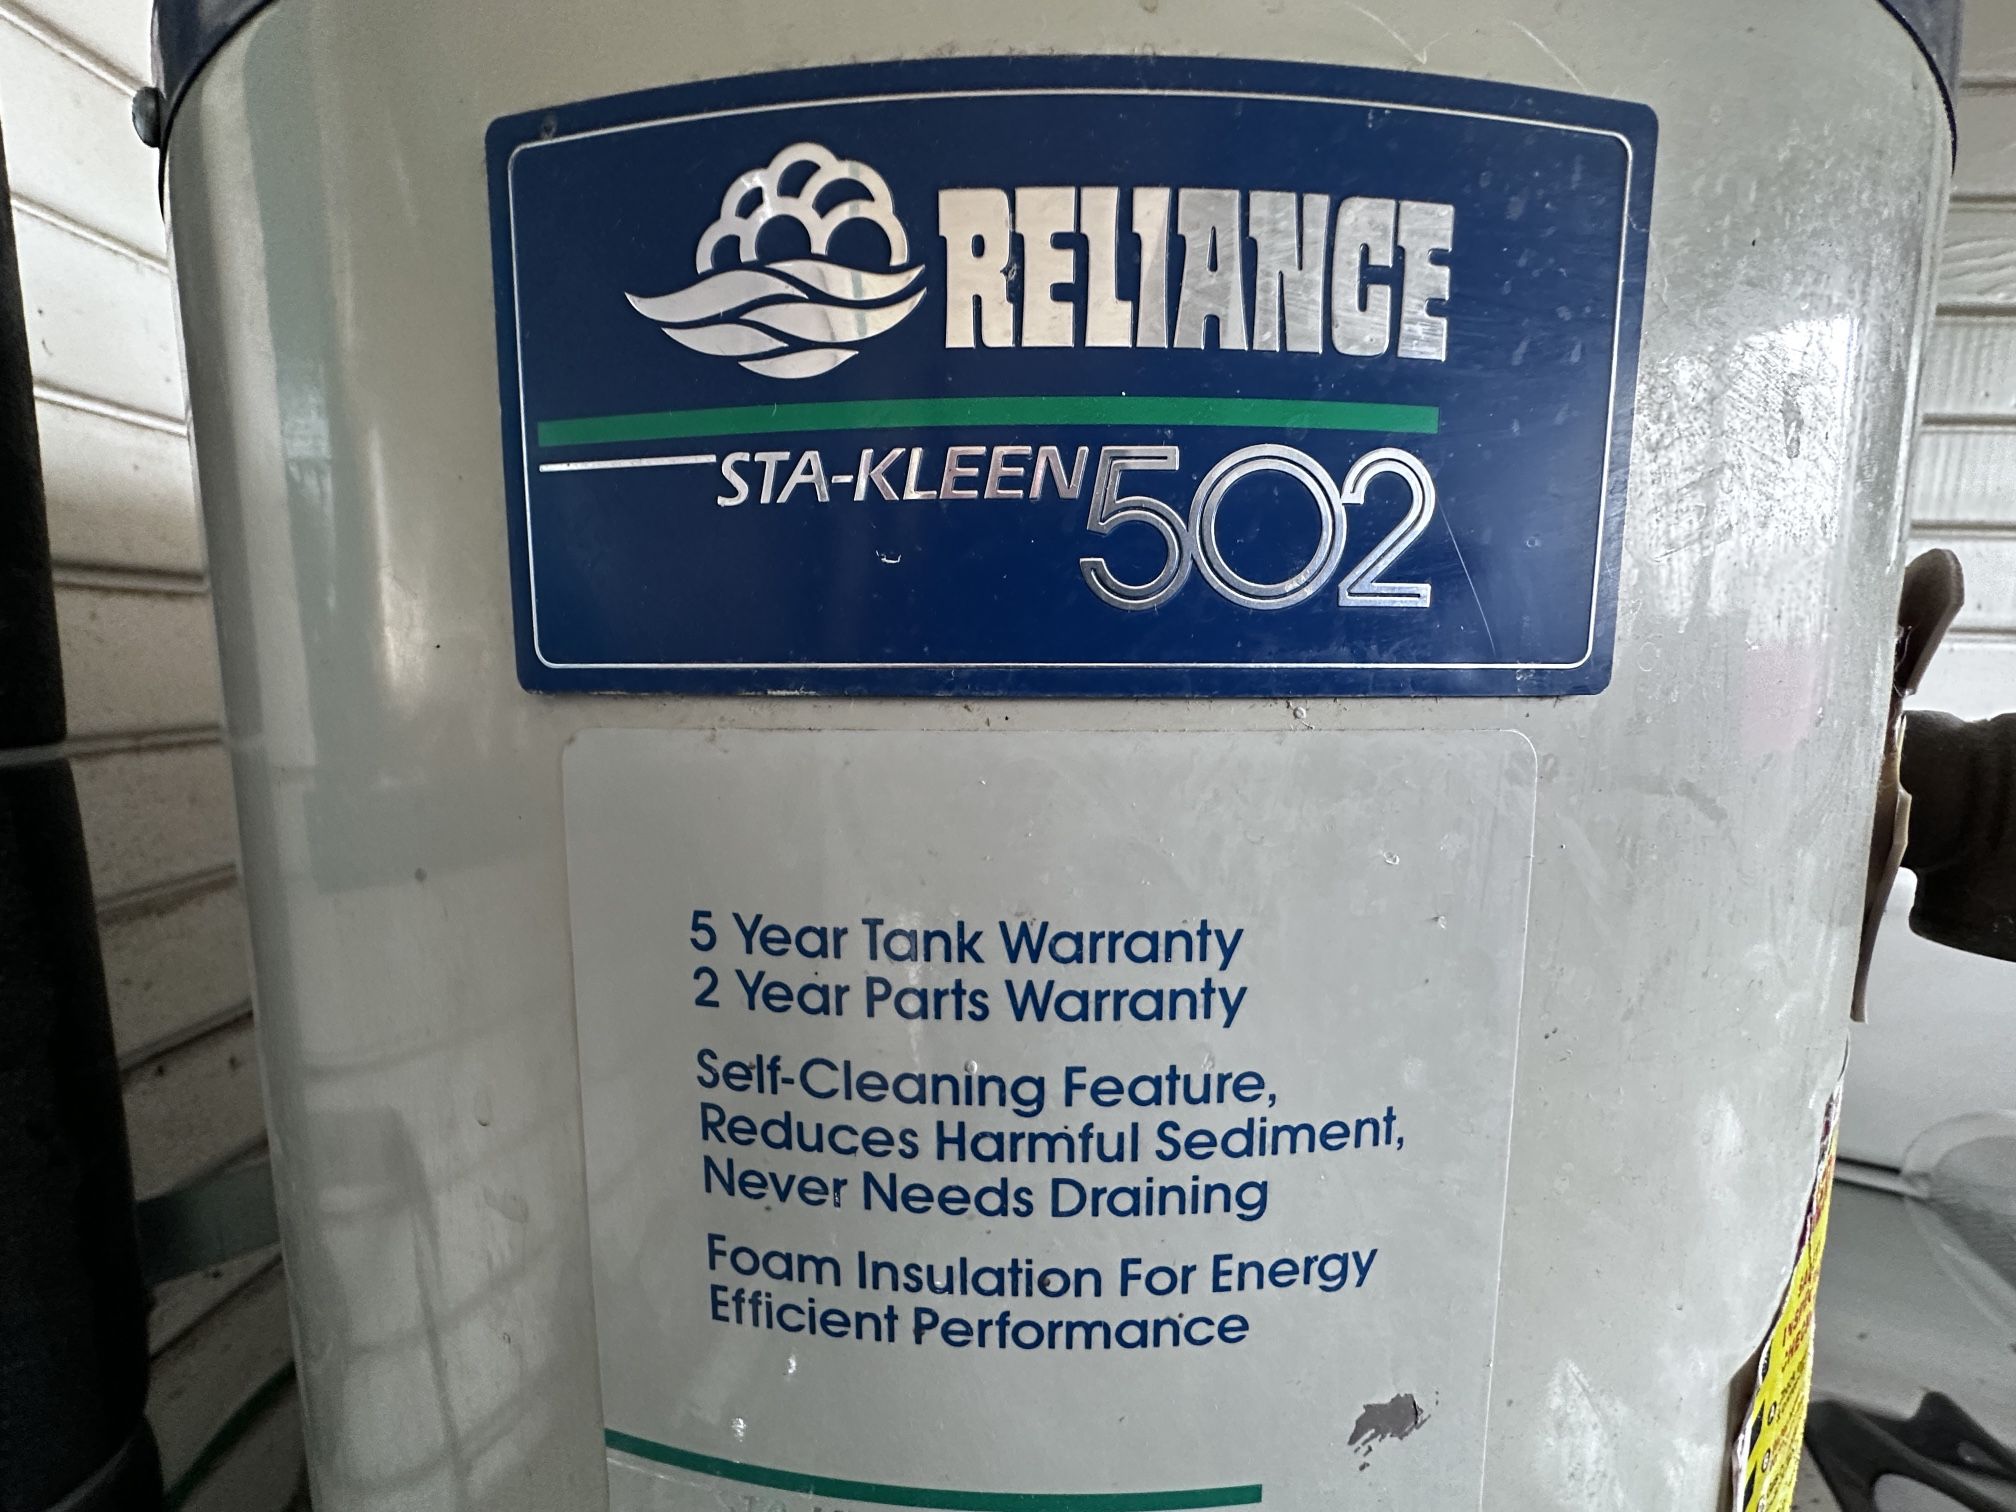 RELIANCE
STA-KLEEN 502
5 Year Tank Warranty
2 Year Parts Warranty
Self-Cleaning Feature,
Reduces Harmful Sediment,
Never Needs Draining
Foam Insulation For Energy
Efficient Performance